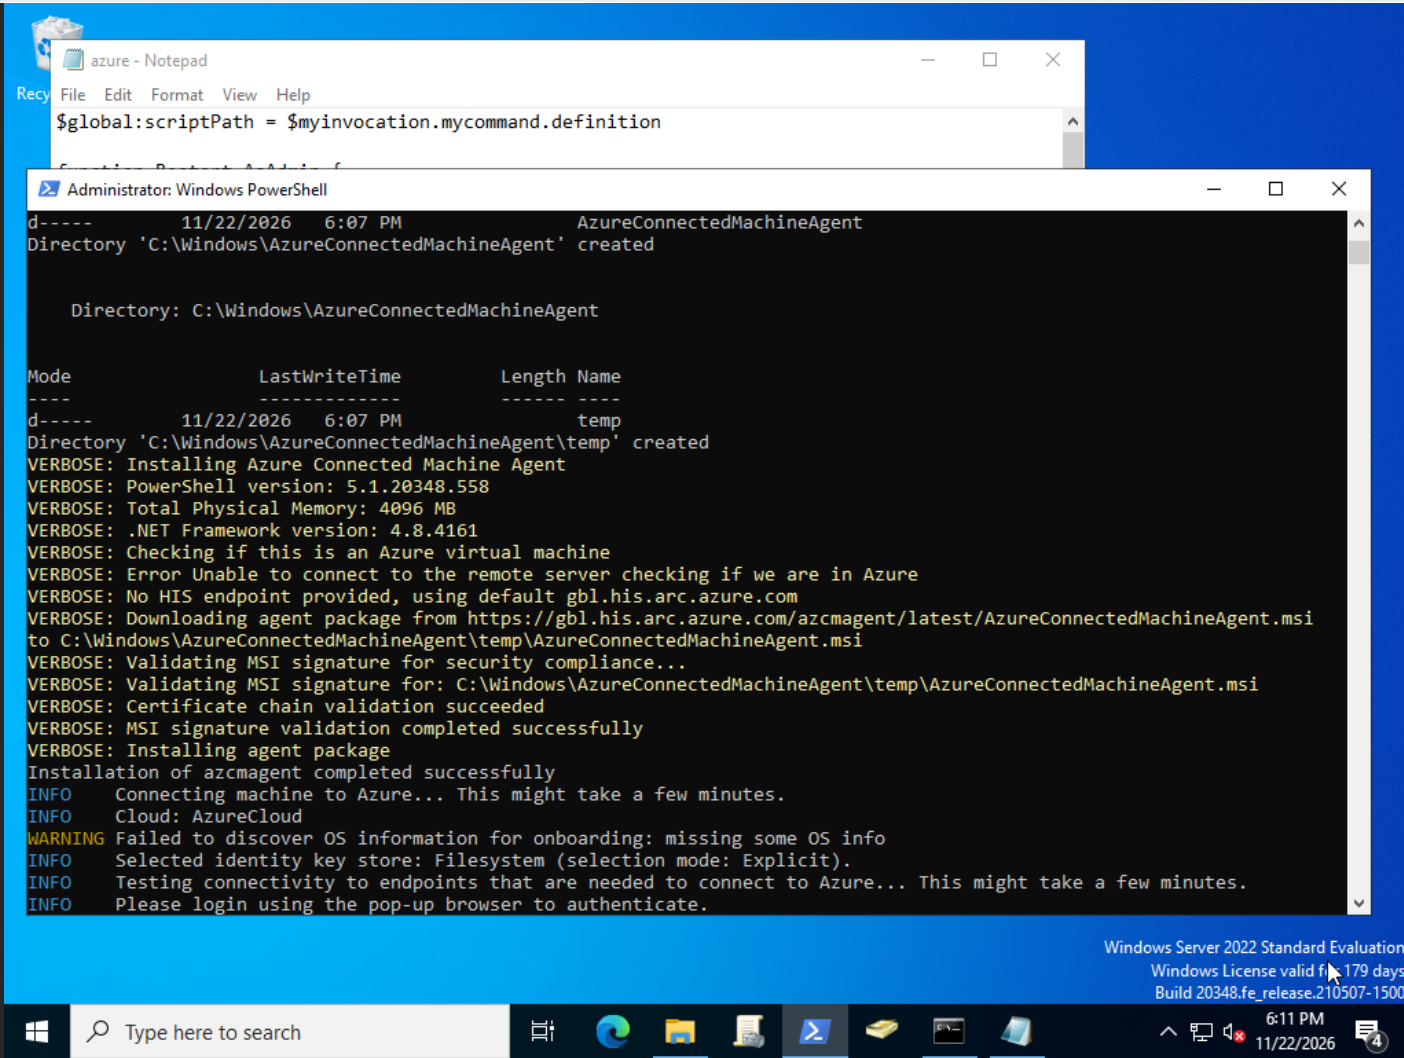 azure - Notepad
Recy
File Edit Format View Help
$global:scriptPath = $myinvocation.mycommand.definition
function Restart-AsAdmin {
Administrator: Windows PowerShell
d----- 11/22/2026 6:07 PM AzureConnectedMachineAgent
Directory 'C:\Windows\AzureConnectedMachineAgent' created
Directory: C:\Windows\AzureConnectedMachineAgent
Mode LastWriteTime Length Name
---- ------------- ------ ----
d----- 11/22/2026 6:07 PM temp
Directory 'C:\Windows\AzureConnectedMachineAgent\temp' created
VERBOSE: Installing Azure Connected Machine Agent
VERBOSE: PowerShell version: 5.1.20348.558
VERBOSE: Total Physical Memory: 4096 MB
VERBOSE: .NET Framework version: 4.8.4161
VERBOSE: Checking if this is an Azure virtual machine
VERBOSE: Error Unable to connect to the remote server checking if we are in Azure
VERBOSE: No HIS endpoint provided, using default gbl.his.arc.azure.com
VERBOSE: Downloading agent package from https://gbl.his.arc.azure.com/azcmagent/latest/AzureConnectedMachineAgent.msi
to C:\Windows\AzureConnectedMachineAgent\temp\AzureConnectedMachineAgent.msi
VERBOSE: Validating MSI signature for security compliance...
VERBOSE: Validating MSI signature for: C:\Windows\AzureConnectedMachineAgent\temp\AzureConnectedMachineAgent.msi
VERBOSE: Certificate chain validation succeeded
VERBOSE: MSI signature validation completed successfully
VERBOSE: Installing agent package
Installation of azcmagent completed successfully
INFO Connecting machine to Azure... This might take a few minutes.
INFO Cloud: AzureCloud
WARNING Failed to discover OS information for onboarding: missing some OS info
INFO Selected identity key store: Filesystem (selection mode: Explicit).
INFO Testing connectivity to endpoints that are needed to connect to Azure... This might take a few minutes.
INFO Please login using the pop-up browser to authenticate.
Windows Server 2022 Standard Evaluation
Windows License valid for 179 days
Build 20348.fe_release.210507-1500
Type here to search
6:11 PM
11/22/2026
4